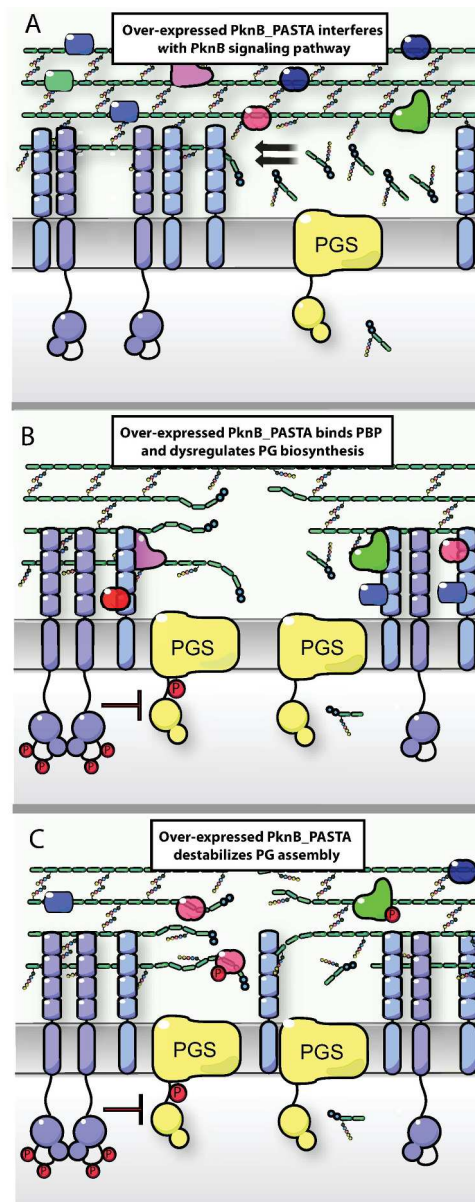 A
Over-expressed PknB_PASTA interferes
with PknB signaling pathway
PGS
B
Over-expressed PknB_PASTA binds PBP
and dysregulates PG biosynthesis
PGS
PGS
P
P
P
P
P
C
Over-expressed PknB_PASTA
destabilizes PG assembly
P
P
PGS
PGS
P
P
P
P
P